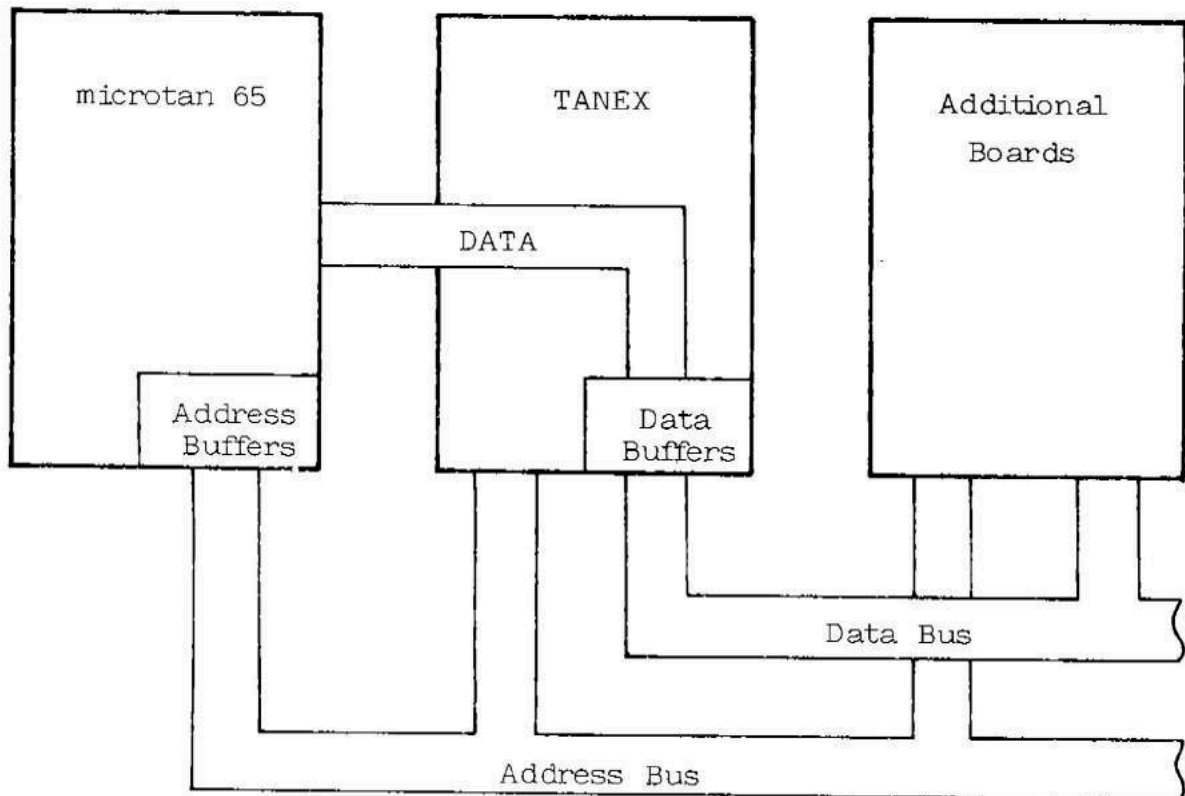 microtan 65
TANEX
Additional
Boards
DATA
Address
Buffers
Data
Buffers
Data Bus
Address Bus